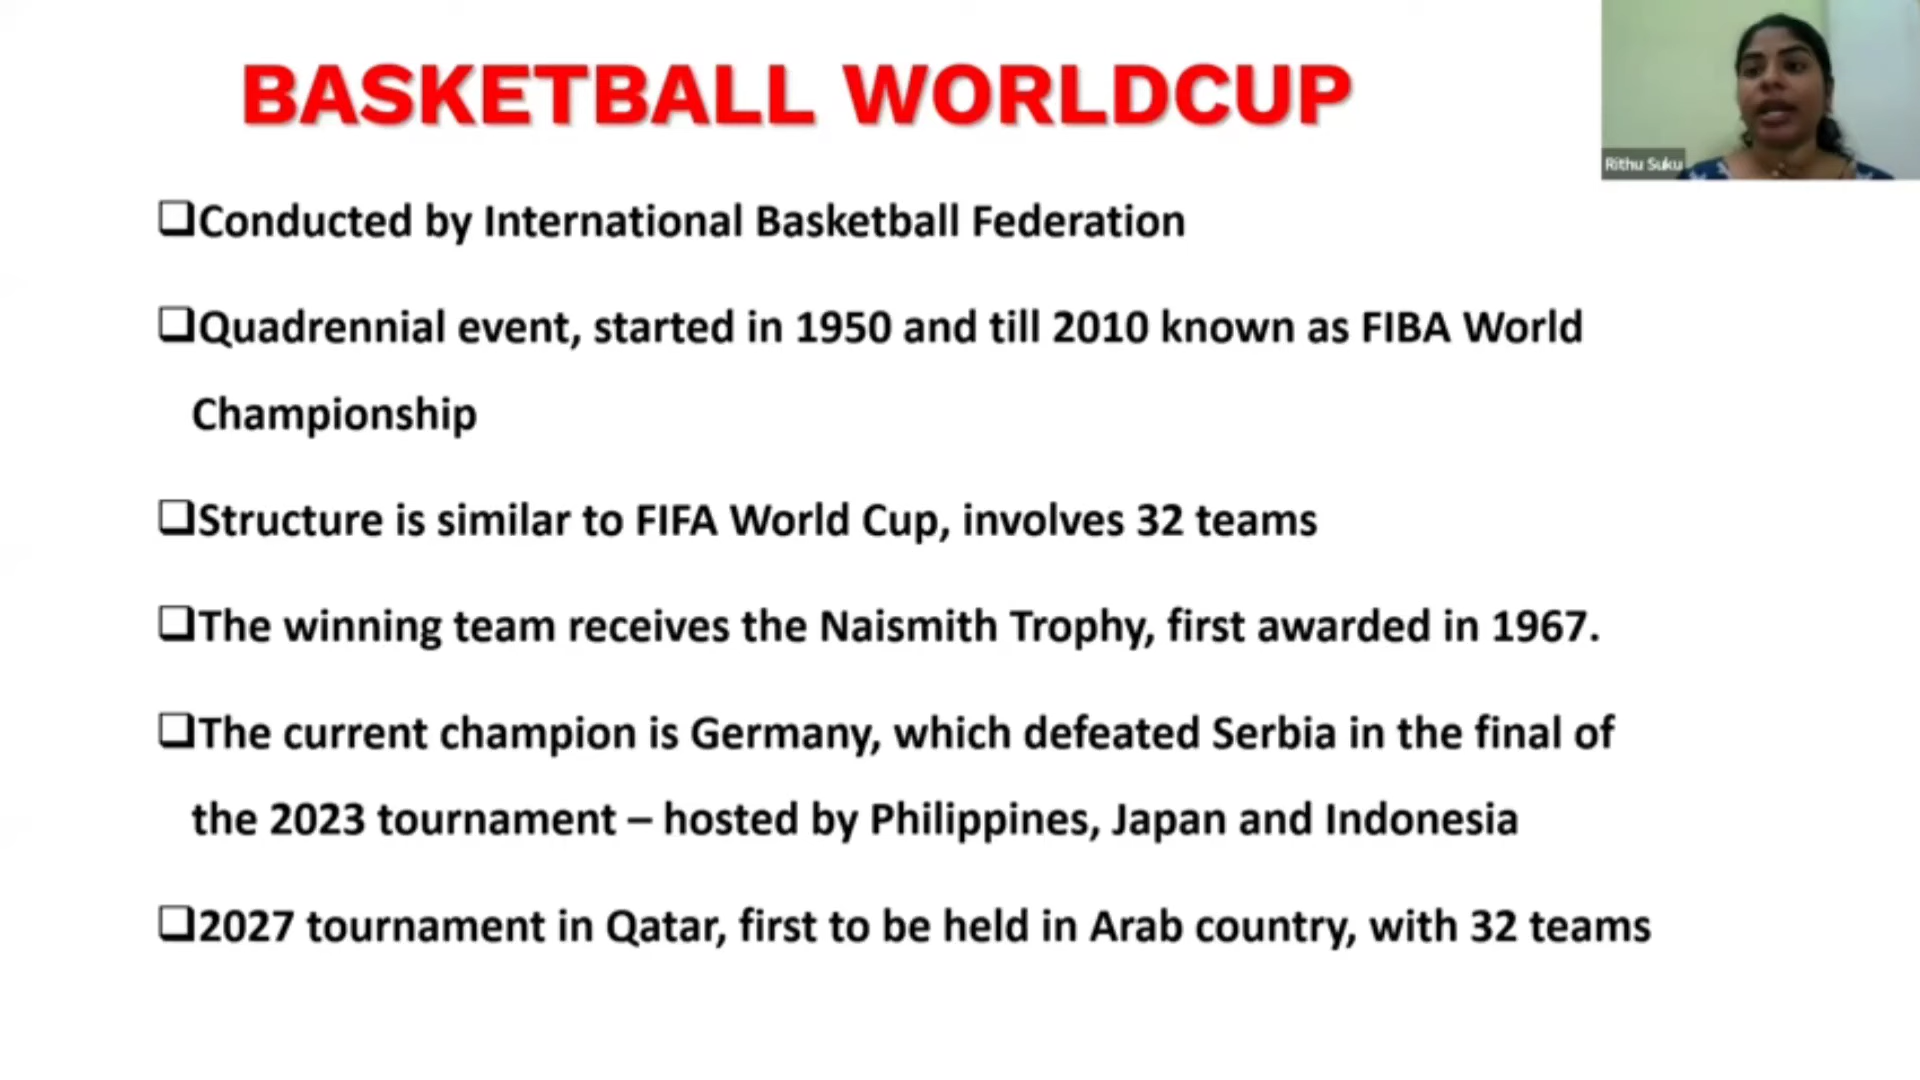 BASKETBALL WORLDCUP
Rithu Suku
❑Conducted by International Basketball Federation
❑Quadrennial event, started in 1950 and till 2010 known as FIBA World
Championship
❑Structure is similar to FIFA World Cup, involves 32 teams
❑The winning team receives the Naismith Trophy, first awarded in 1967.
❑The current champion is Germany, which defeated Serbia in the final of
the 2023 tournament – hosted by Philippines, Japan and Indonesia
❑2027 tournament in Qatar, first to be held in Arab country, with 32 teams